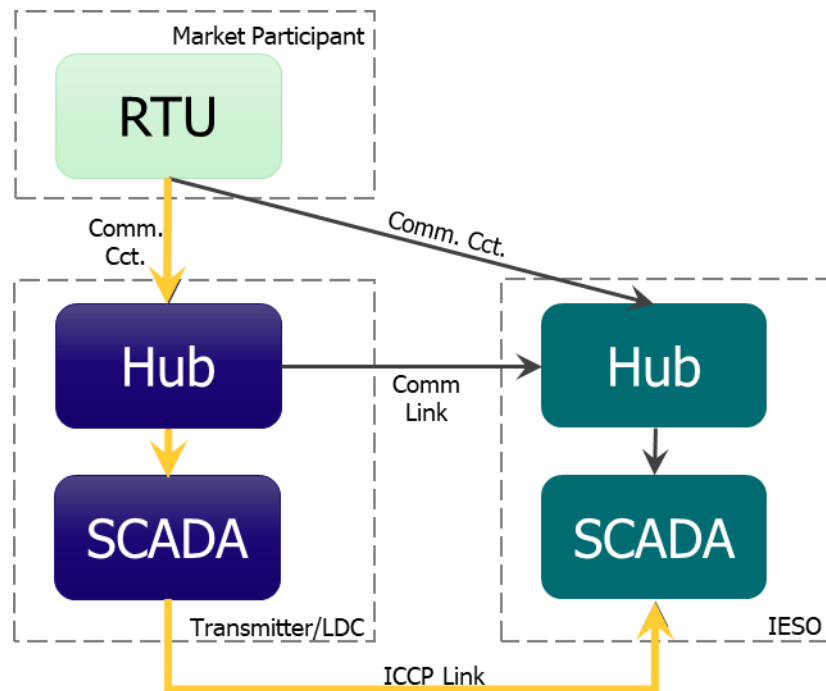 Market Participant
RTU
Comm.
Cct.
Comm. Cct.
Hub
Comm
Link
Hub
SCADA
SCADA
Transmitter/LDC
IESO
ICCP Link